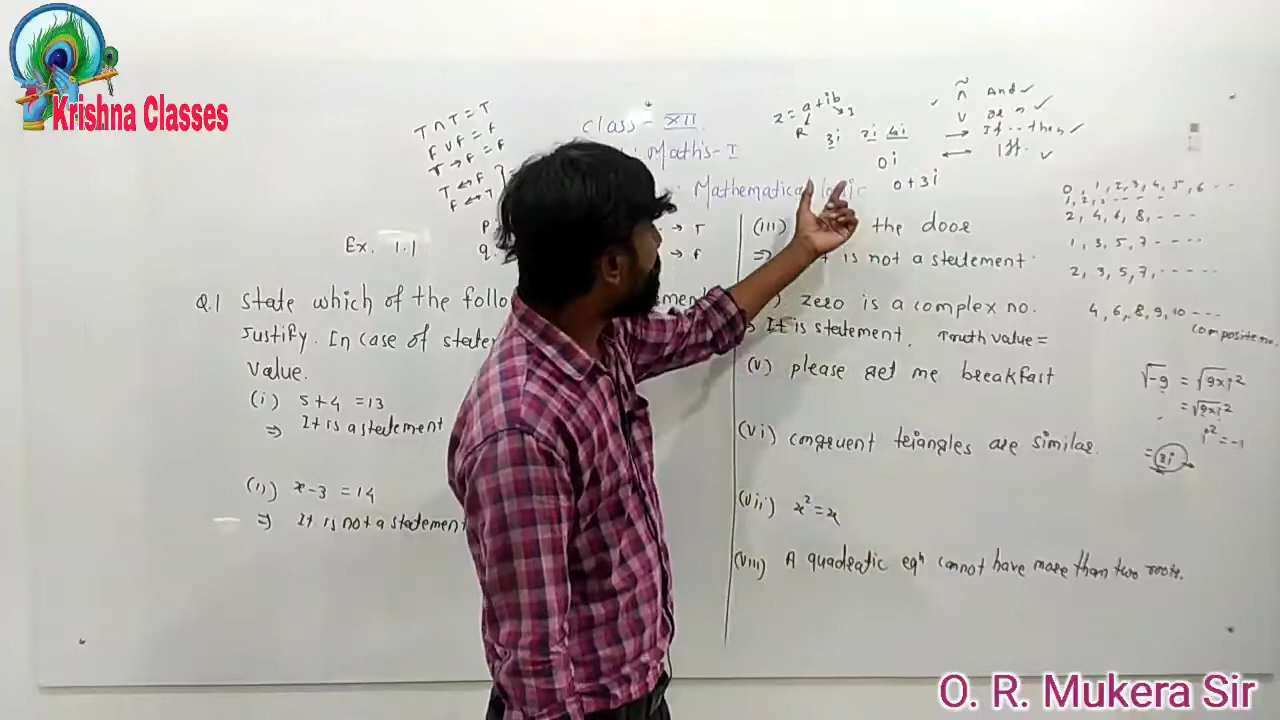 Krishna Classes
Class - XII
Maths - I
Mathematical logic
T ∧ T = T
F ∨ F = F
T → F = F
T ↔ F
F ↔ T
p
q
→ T
→ F
z = a + ib
R
3i 2i 4i
0i
0 + 3i
~
∧ And ✓
∨ or ✓
→ If .. then ✓
↔ Iff. ✓
0, 1, 2, 3, 4, 5, 6 --
1, 2, 3
2, 4, 6, 8, - - -
1, 3, 5, 7 - - - -
2, 3, 5, 7, - - - - -
4, 6, 8, 9, 10 - - -
composite no.
√-9 = √9xi²
= √9xi²
i² = -1
= 3i
Ex. 1.1
Q.1 State which of the
Justify. In case of
value.
(i) 5+4 =13
⇒ It is a statement
(ii) x-3 =14
⇒ It is not a statement
(iii) the door
⇒ is not a statement.
zero is a complex no.
It is statement. Truth value =
(v) please get me breakfast
(vi) congruent triangles are similar.
(vii) x² = x
(viii) A quadratic eqⁿ cannot have more than two roots.
O. R. Mukera Sir